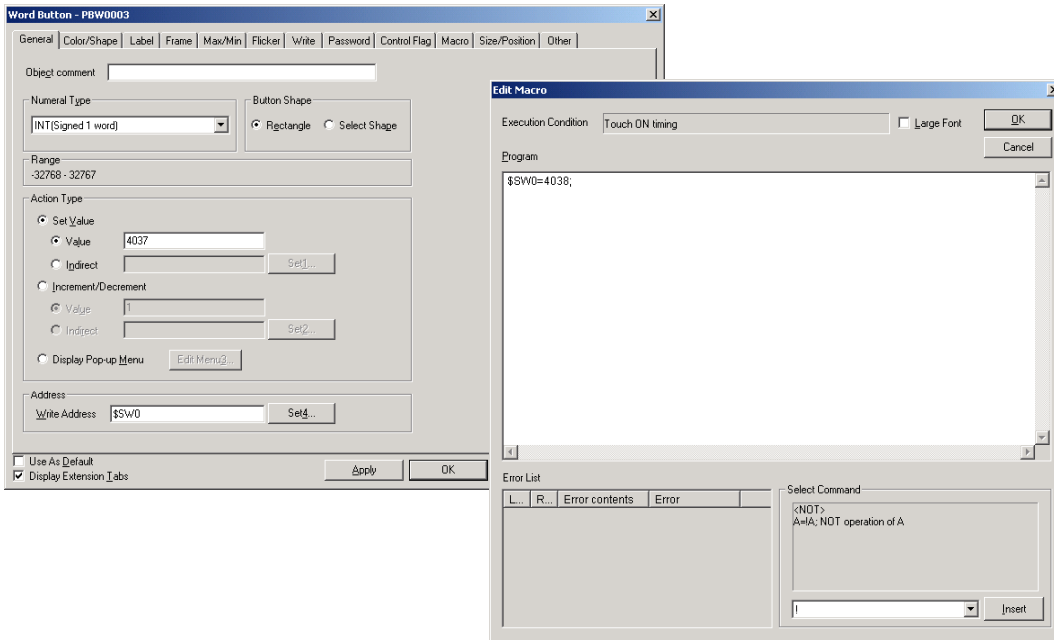 Word Button - PBW0003
General Color/Shape Label Frame Max/Min Flicker Write Password Control Flag Macro Size/Position Other
Object comment
Numeral Type
INT(Signed 1 word)
Button Shape
Rectangle Select Shape
Range
-32768 - 32767
Action Type
Set Value
Value 4037
Indirect Set1...
Increment/Decrement
Value 1
Indirect Set2...
Display Pop-up Menu Edit Menu3...
Address
Write Address $SW0 Set4...
Use As Default
Display Extension Tabs
Apply OK
Edit Macro
Execution Condition Touch ON timing Large Font OK
Cancel
Program
$SW0=4038;
Error List
L... R... Error contents Error
Select Command
<NOT>
A=!A; NOT operation of A
! Insert